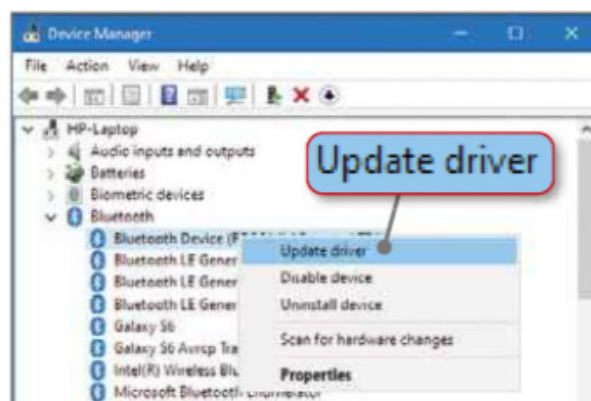 Device Manager
File Action View Help
HP-Laptop
Audio inputs and outputs
Batteries
Biometric devices
Bluetooth
Update driver
Bluetooth Device
Update driver
Bluetooth LE Gener
Disable device
Bluetooth LE Gener
Bluetooth LE Gener
Uninstall device
Galaxy S6
Scan for hardware changes
Galaxy S6 Avrcp Tra
Intel(R) Wireless Blu
Properties
Microsoft Bluetooth Enumerator